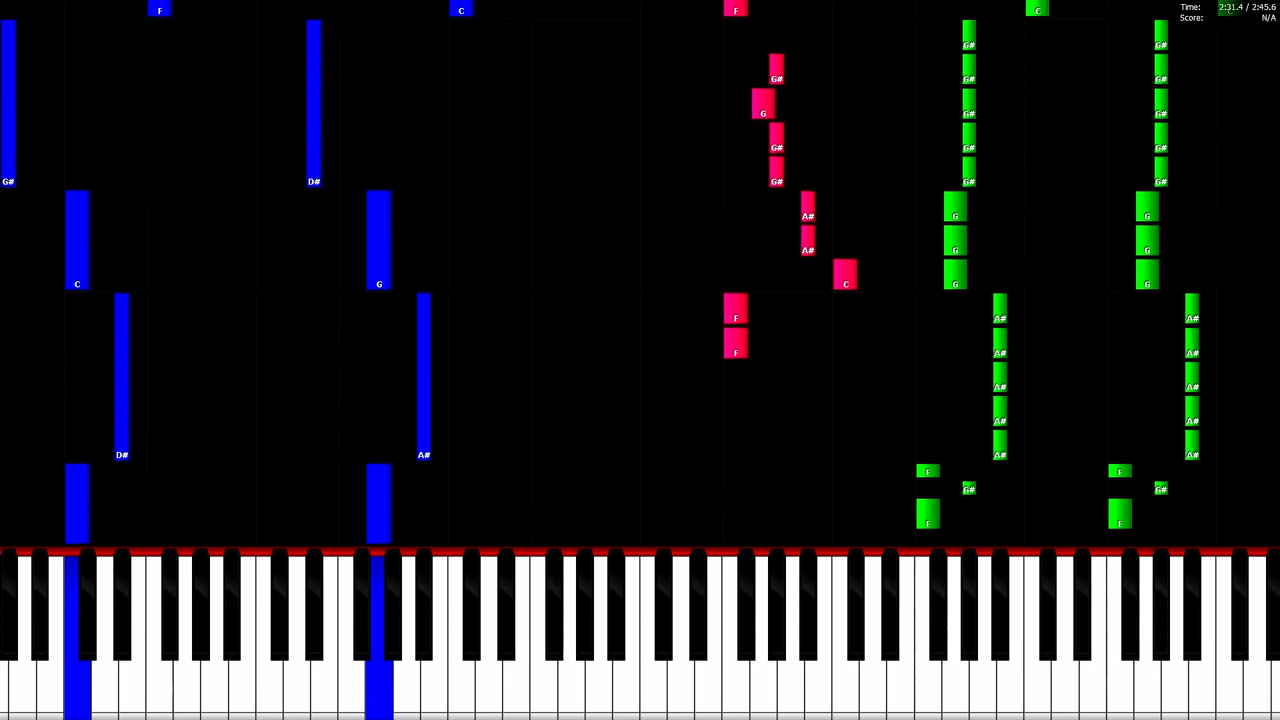 F C F C Time: 2:31.4 / 2:45.6
Score: N/A
G# G#
G# G# G#
G G# G#
G# G# G#
G# D# G# G# G#
A# G G
A# G G
C G C G G
F A# A#
F A# A#
A# A#
A# A#
D# A# A# A#
F F
G# G#
F F